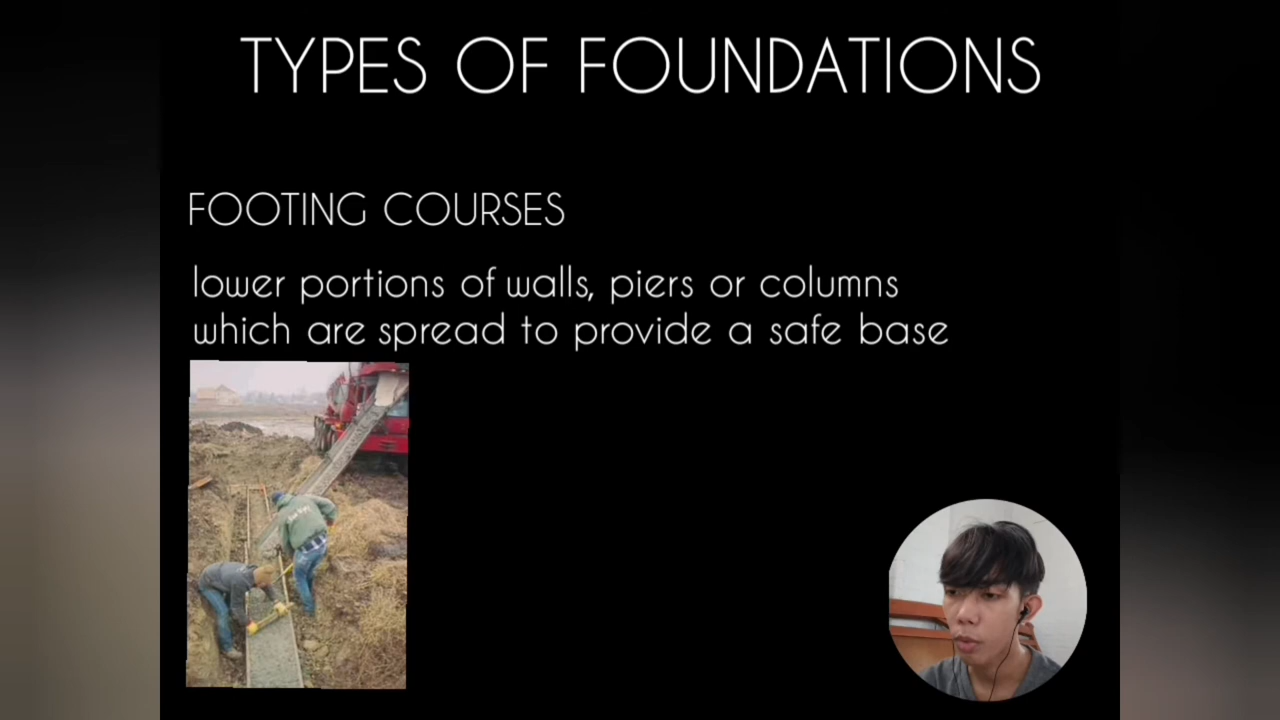 TYPES OF FOUNDATIONS
FOOTING COURSES
lower portions of walls, piers or columns
which are spread to provide a safe base